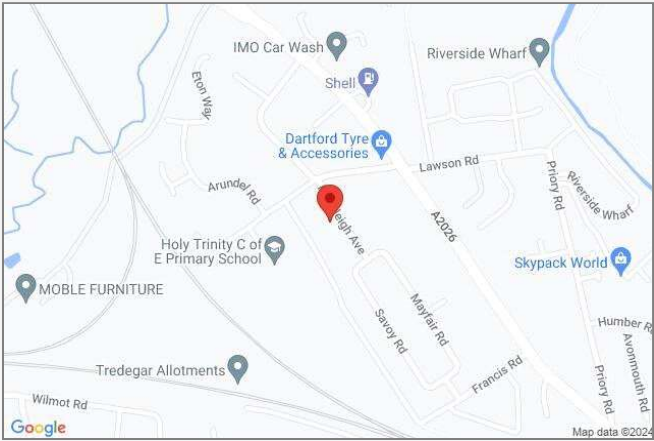 IMO Car Wash
Riverside Wharf
Eton Way
Shell
Dartford Tyre
& Accessories
Lawson Rd
Arundel Rd
Priory Rd
Riverside Wharf
leigh Ave
A2026
Holy Trinity C of
E Primary School
Skypack World
MOBLE FURNITURE
Mayfair Rd
Savoy Rd
Humber R
Avonmouth Rd
Tredegar Allotments
Francis Rd
Priory Rd
Wilmot Rd
Google
Map data ©2024